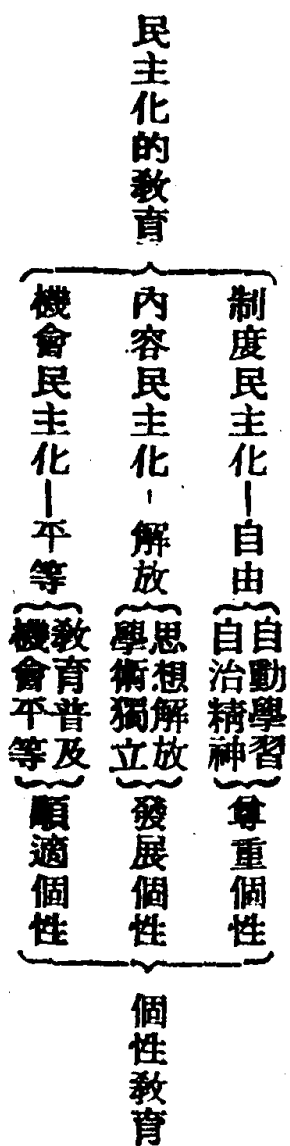 民主化的教育
制度民主化—自由
自動學習
自治精神
尊重個性
內容民主化-解放
思想解放
學術獨立
發展個性
機會民主化—平等
教育普及
機會平等
順適個性
個性教育